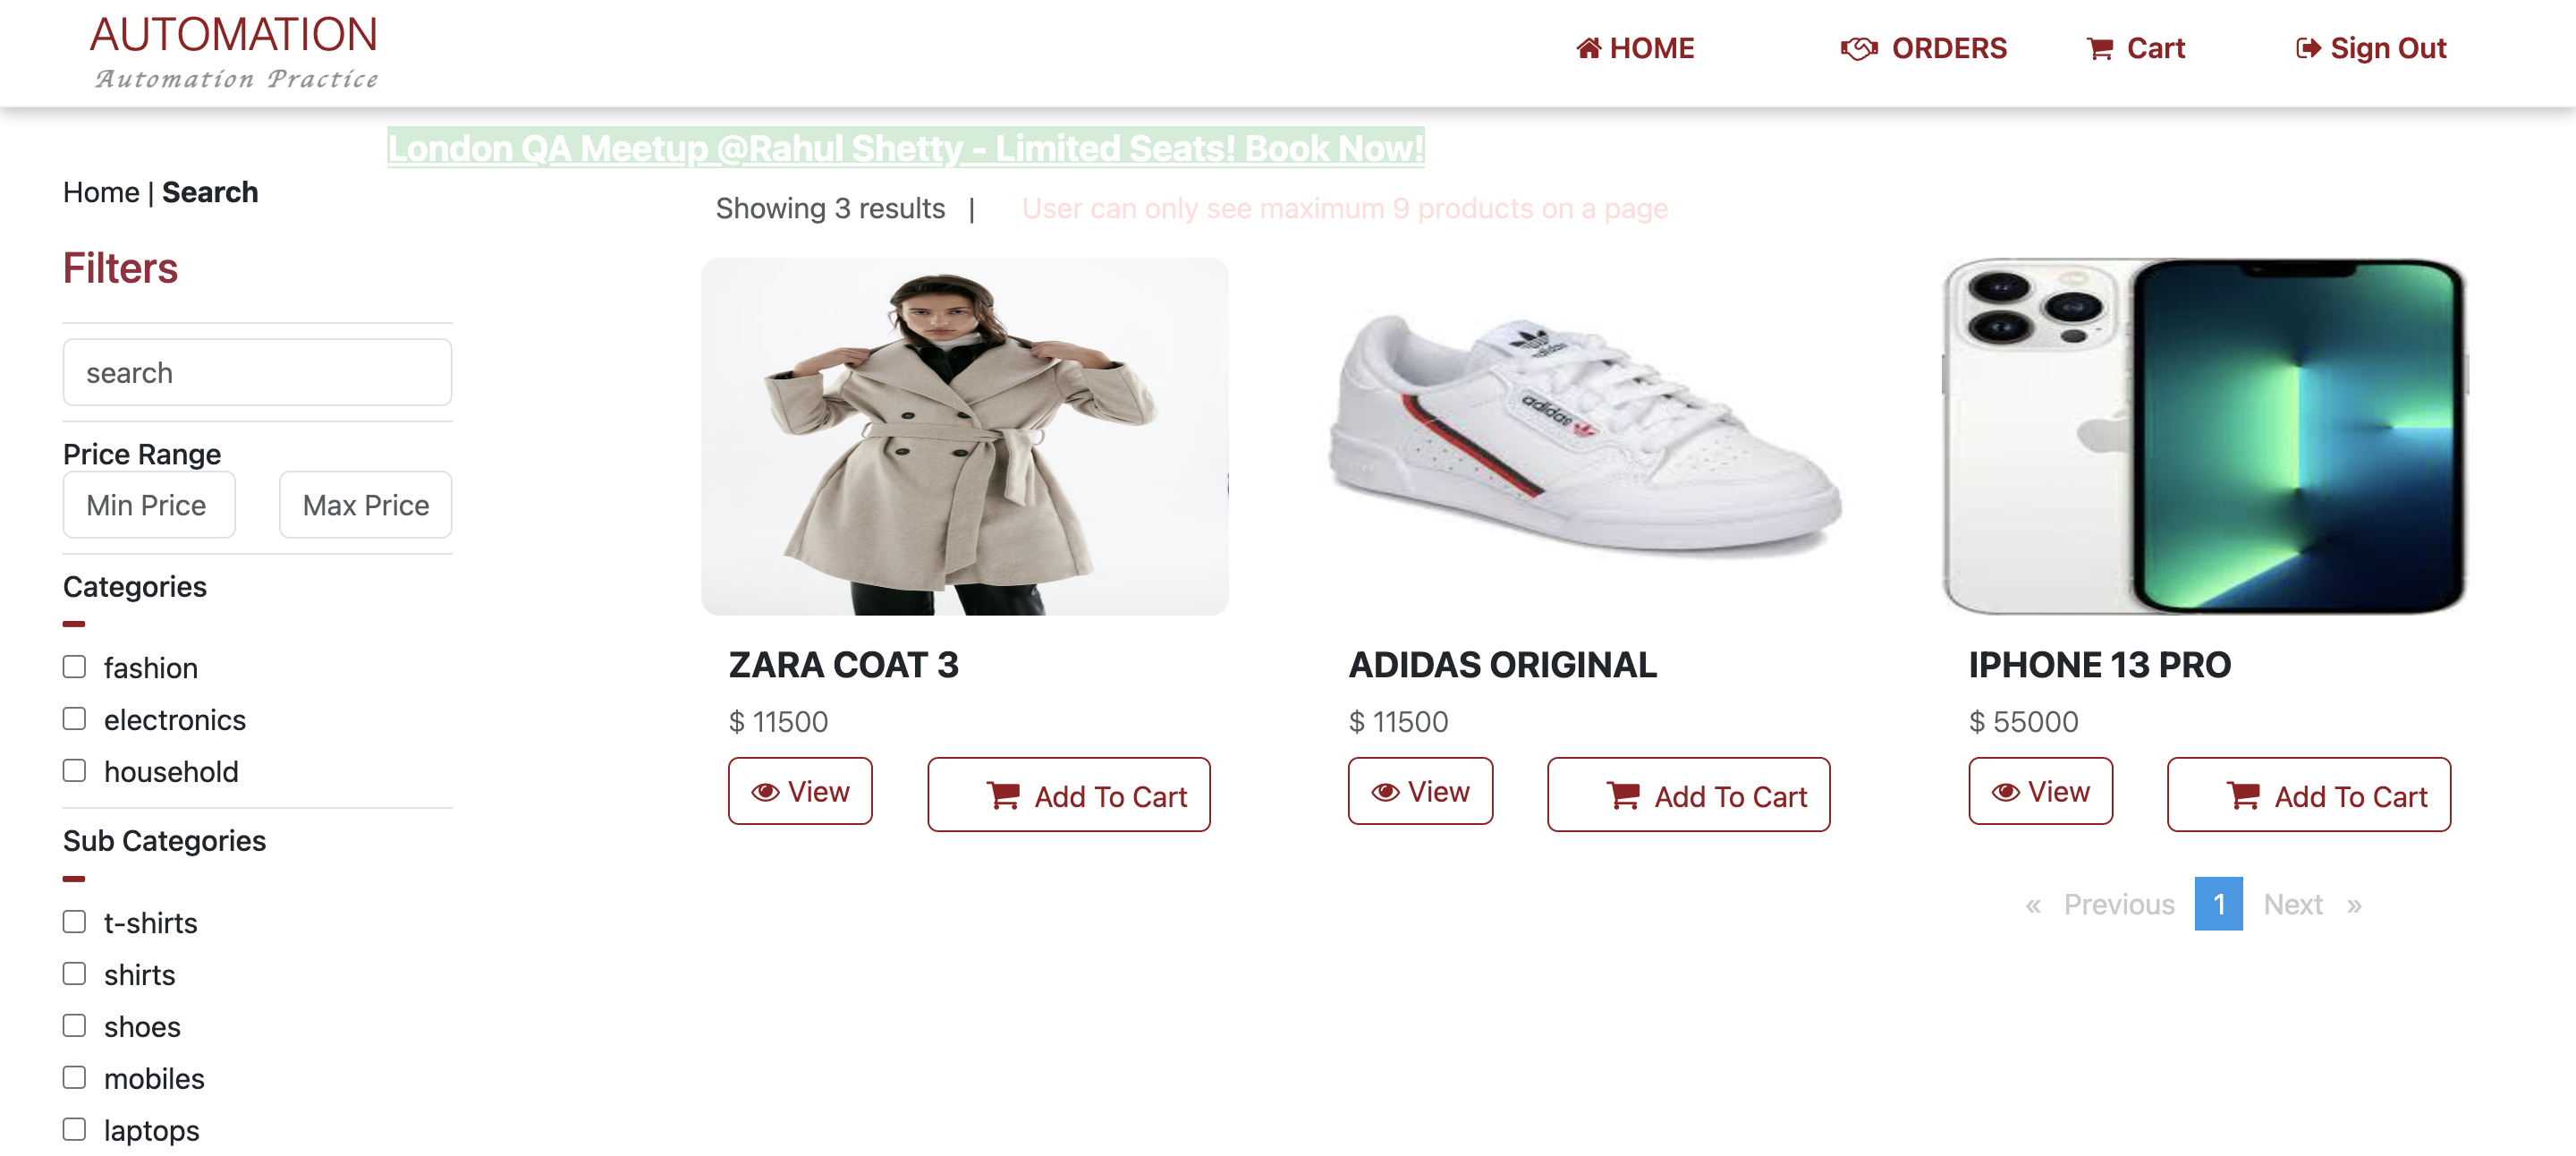 AUTOMATION
Automation Practice
HOME
ORDERS
Cart
Sign Out
London QA Meetup @Rahul Shetty - Limited Seats! Book Now!
Home | Search
Showing 3 results |
User can only see maximum 9 products on a page
Filters
search
Price Range
Min Price
Max Price
Categories
fashion
electronics
household
Sub Categories
t-shirts
shirts
shoes
mobiles
laptops
ZARA COAT 3
$ 11500
View
Add To Cart
adidas
adidas
ADIDAS ORIGINAL
$ 11500
View
Add To Cart
IPHONE 13 PRO
$ 55000
View
Add To Cart
« Previous 1 Next »